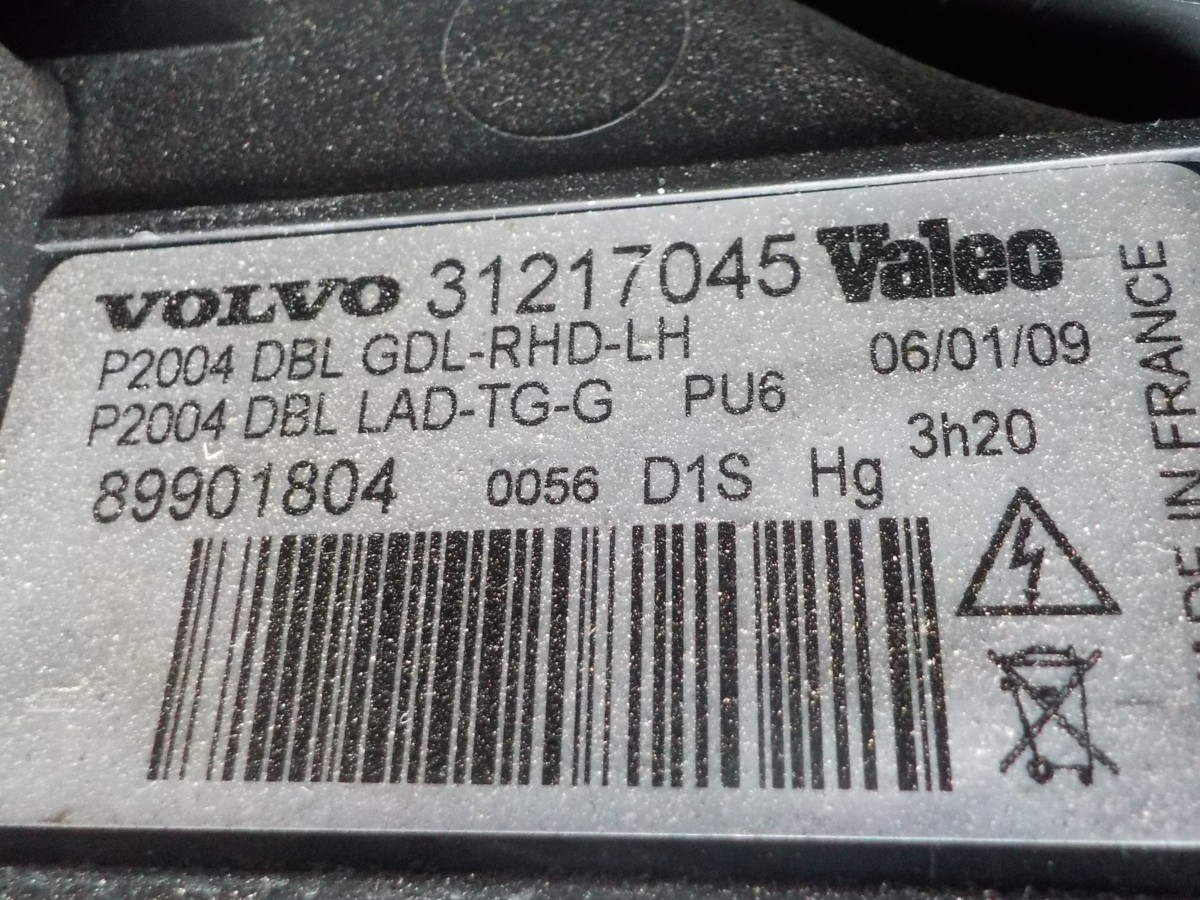 VOLVO 31217045 Valeo
P2004 DBL GDL-RHD-LH 06/01/09
P2004 DBL LAD-TG-G PU6
3h20
89901804 0056 D1S Hg
MADE IN FRANCE